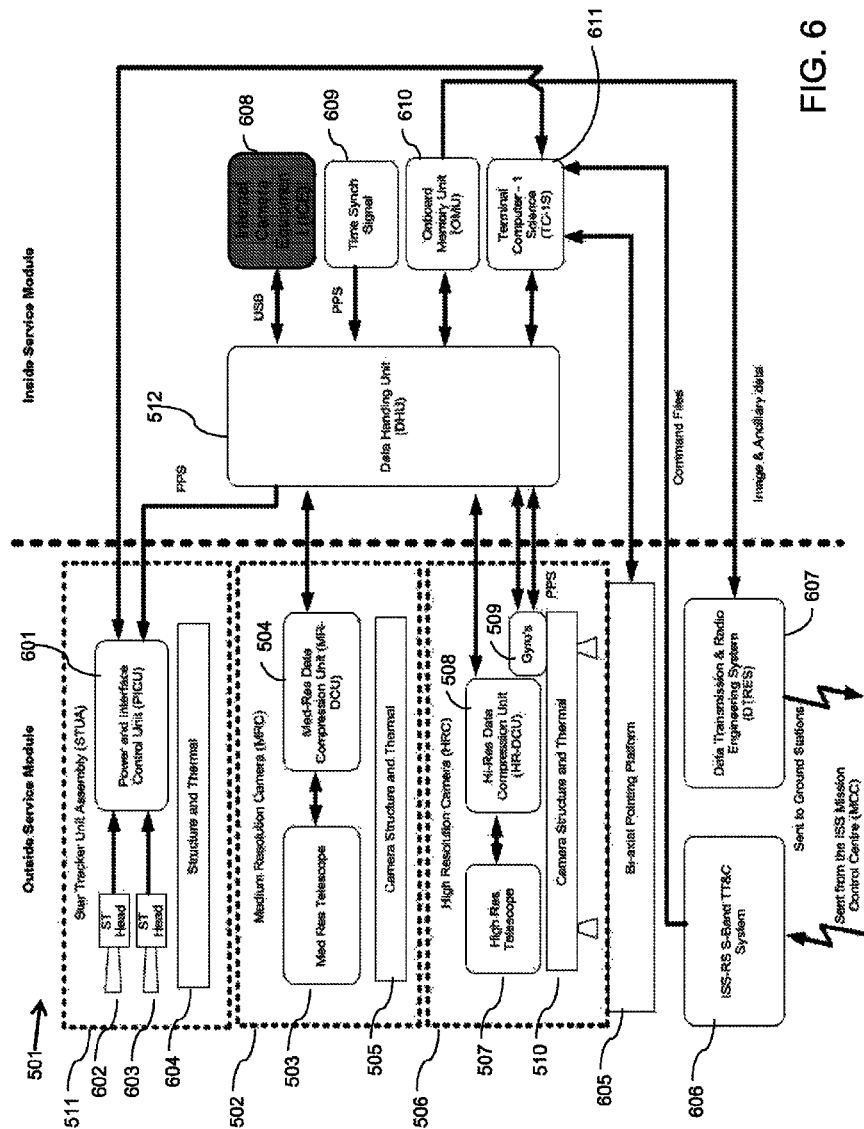 Outside Service Module
Inside Service Module
501
511
Star Tracker Unit Assembly (STUA)
602
ST
Head
603
ST
Head
601
Power and Interface
Control Unit (PICU)
604
Structure and Thermal
PPS
502
Medium Resolution Camera (MRC)
503
Med Res Telescope
504
Med-Res Data
Compression Unit (MR-
DCU)
505
Camera Structure and Thermal
506
High Resolution Camera (HRC)
507
High Res
Telescope
508
Hi-Res Data
Compression Unit
(HR-DCU)
509
Gyro's
PPS
510
Camera Structure and Thermal
605
Bi-axial Pointing Platform
606
ISS-RS S-Band TT&C
System
607
Data Transmission & Radio
Engineering System
(DTRES)
Sent to Ground Stations
Sent from the ISS Mission
Control Centre (MCC)
512
Data Handing Unit
(DHU)
USB
PPS
608
Internal
Camera
609
Time Synch
Signal
610
Onboard
Memory Unit
(OMU)
611
Terminal
Computer - 1
Science
(TC-1S)
Command Files
Image & Ancillary data
FIG. 6